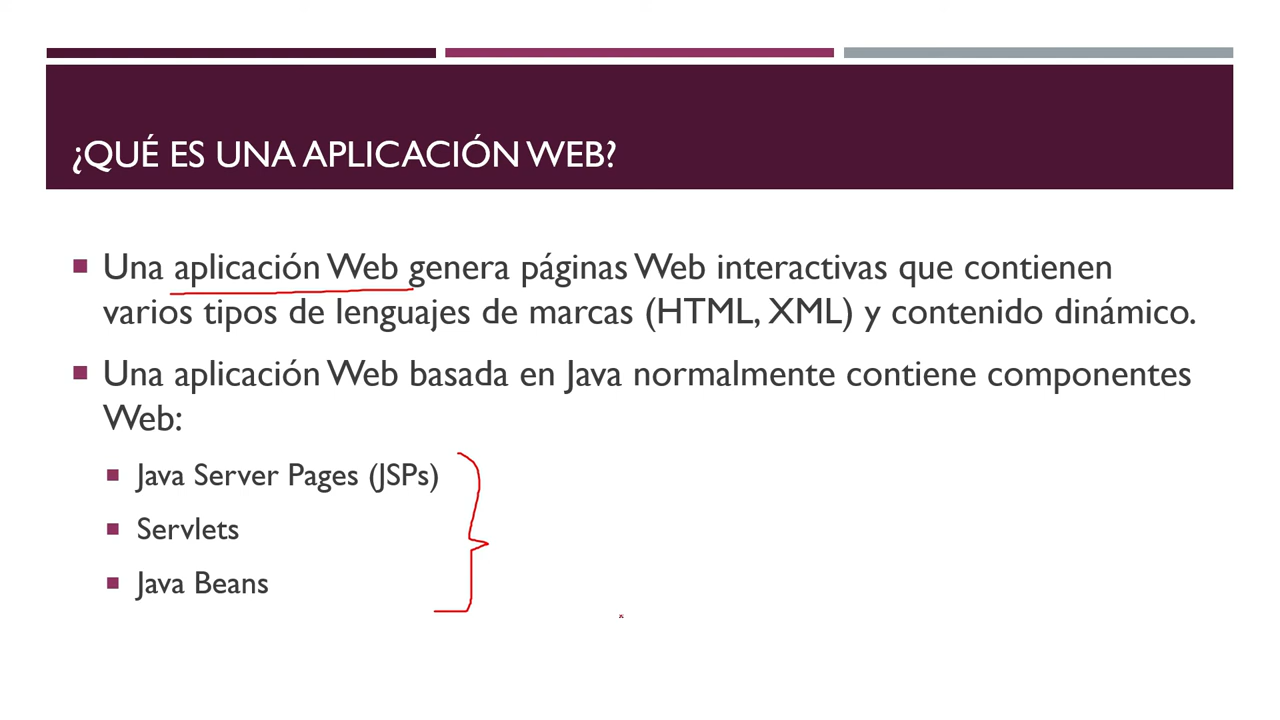 ¿QUÉ ES UNA APLICACIÓN WEB?
Una aplicación Web genera páginas Web interactivas que contienen
varios tipos de lenguajes de marcas (HTML, XML) y contenido dinámico.
Una aplicación Web basada en Java normalmente contiene componentes
Web:
Java Server Pages (JSPs)
Servlets
Java Beans